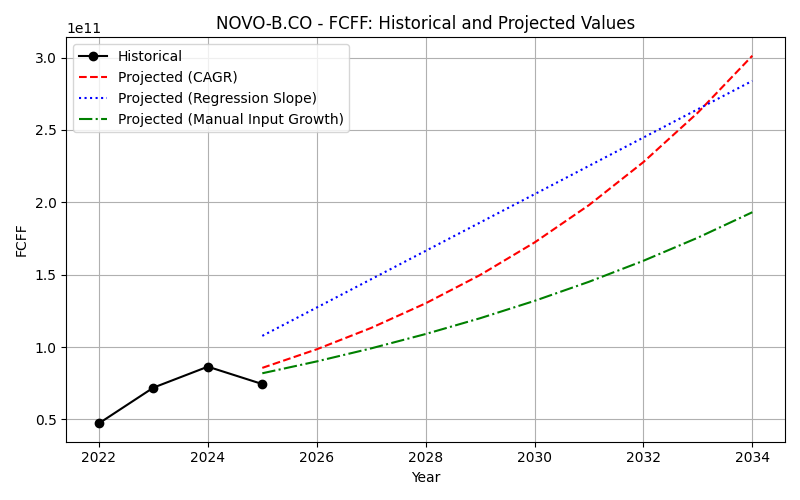 NOVO-B.CO - FCFF: Historical and Projected Values
1e11
Historical
Projected (CAGR)
Projected (Regression Slope)
Projected (Manual Input Growth)
3.0
2.5
2.0
1.5
1.0
0.5
FCFF
2022
2024
2026
2028
2030
2032
2034
Year